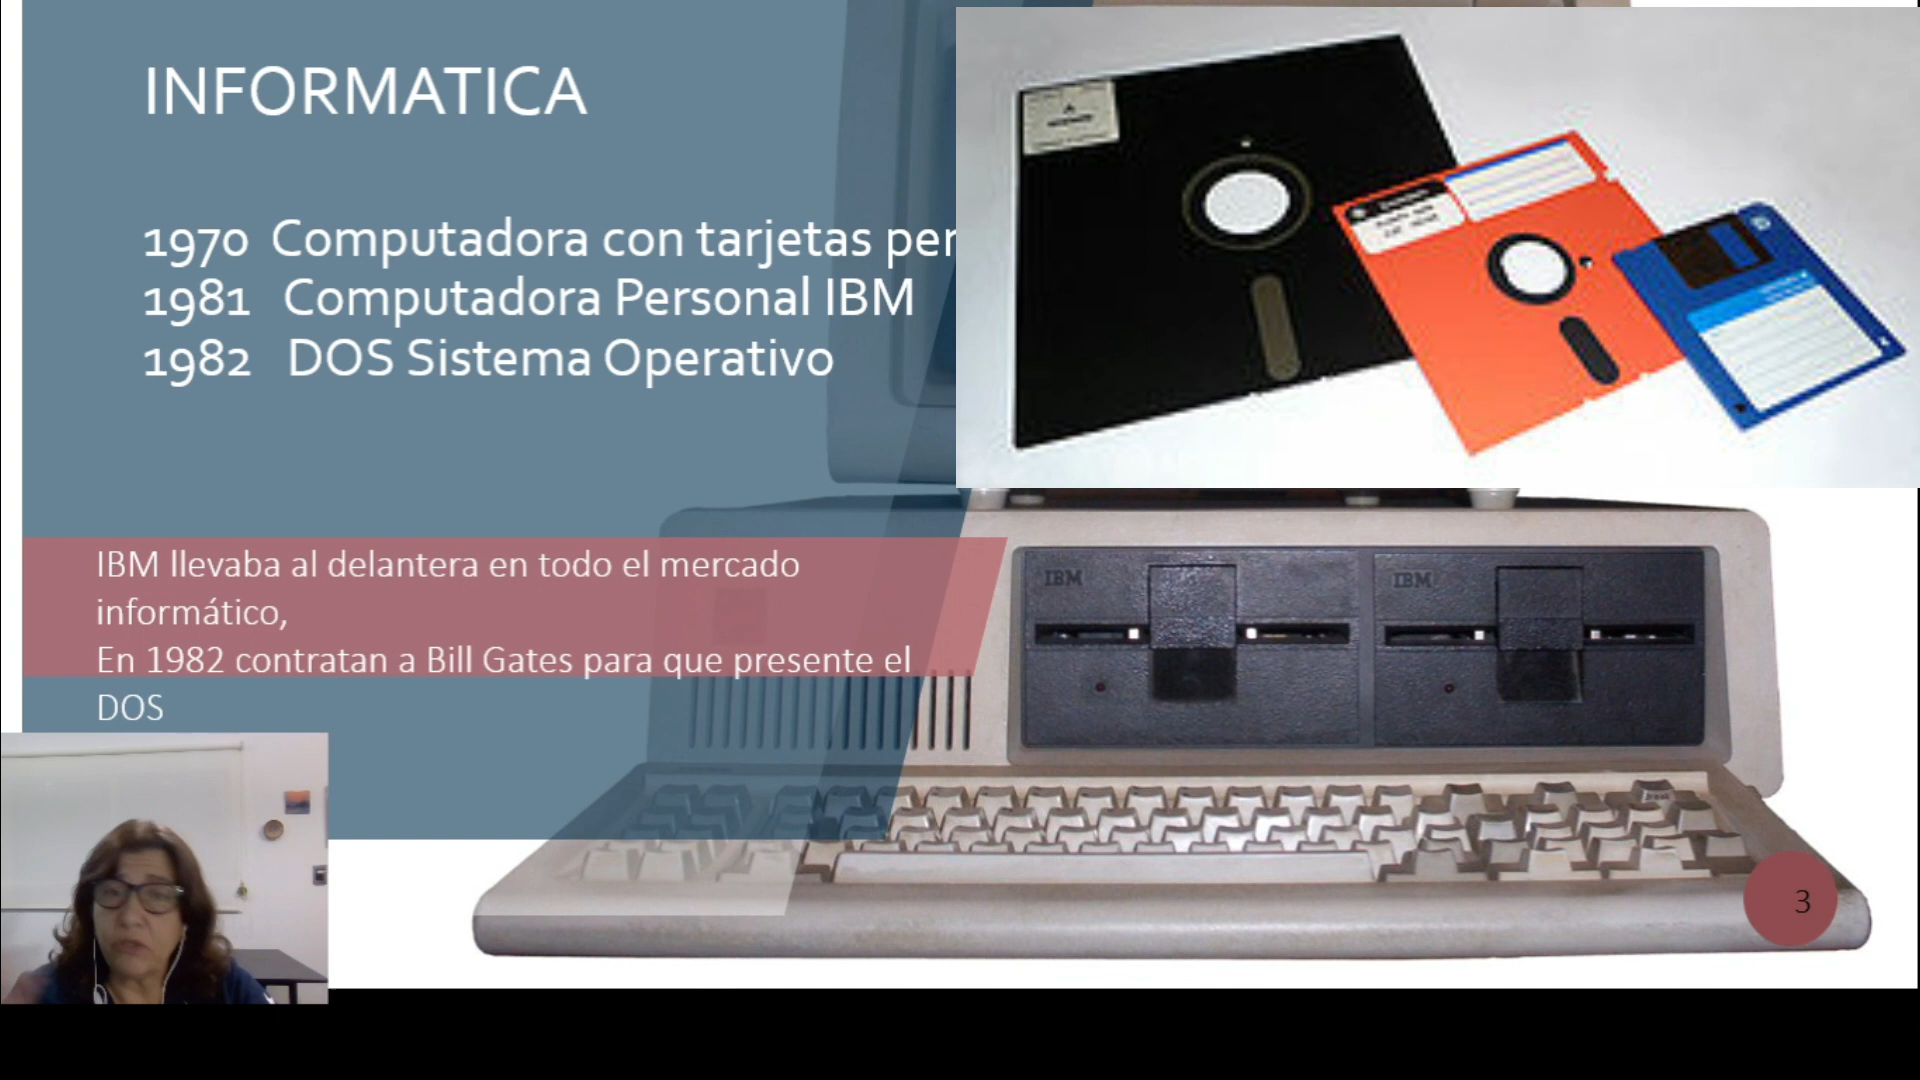 INFORMATICA
1970 Computadora con tarjetas per
1981 Computadora Personal IBM
1982 DOS Sistema Operativo
IBM llevaba al delantera en todo el mercado
informático,
En 1982 contratan a Bill Gates para que presente el
DOS
IBM
IBM
3